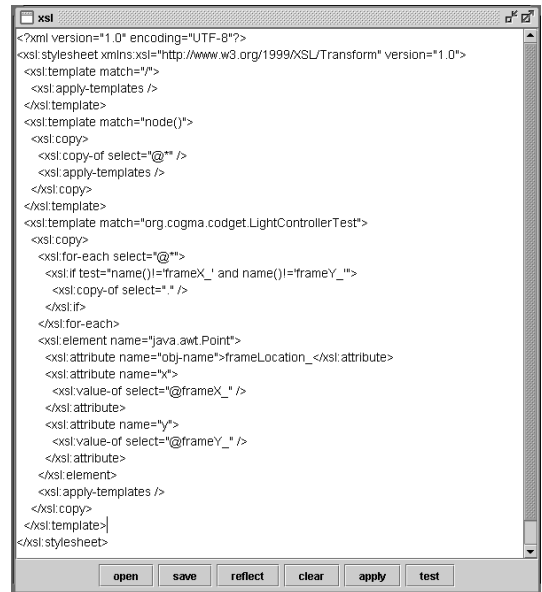 xsl
<?xml version="1.0" encoding="UTF-8"?>
<xsl:stylesheet xmlns:xsl="http://www.w3.org/1999/XSL/Transform" version="1.0">
<xsl:template match="/">
<xsl:apply-templates />
</xsl:template>
<xsl:template match="node()">
<xsl:copy>
<xsl:copy-of select="@*" />
<xsl:apply-templates />
</xsl:copy>
</xsl:template>
<xsl:template match="org.cogma.codget.LightControllerTest">
<xsl:copy>
<xsl:for-each select="@*">
<xsl:if test="name()!='frameX_' and name()!='frameY_'">
<xsl:copy-of select="." />
</xsl:if>
</xsl:for-each>
<xsl:element name="java.awt.Point">
<xsl:attribute name="obj-name">frameLocation_</xsl:attribute>
<xsl:attribute name="x">
<xsl:value-of select="@frameX_" />
</xsl:attribute>
<xsl:attribute name="y">
<xsl:value-of select="@frameY_" />
</xsl:attribute>
</xsl:element>
<xsl:apply-templates />
</xsl:copy>
</xsl:template>
</xsl:stylesheet>
open save reflect clear apply test